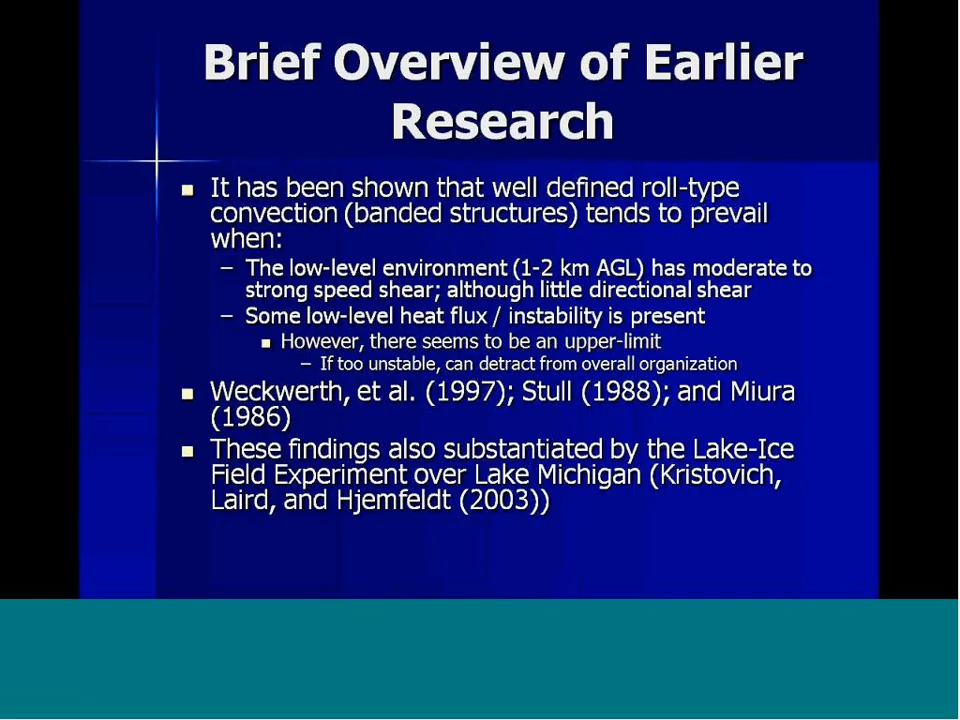 Brief Overview of Earlier
Research
■ It has been shown that well defined roll-type
convection (banded structures) tends to prevail
when:
– The low-level environment (1-2 km AGL) has moderate to
strong speed shear; although little directional shear
– Some low-level heat flux / instability is present
■ However, there seems to be an upper-limit
– If too unstable, can detract from overall organization
■ Weckwerth, et al. (1997); Stull (1988); and Miura
(1986)
■ These findings also substantiated by the Lake-Ice
Field Experiment over Lake Michigan (Kristovich,
Laird, and Hjemfeldt (2003))